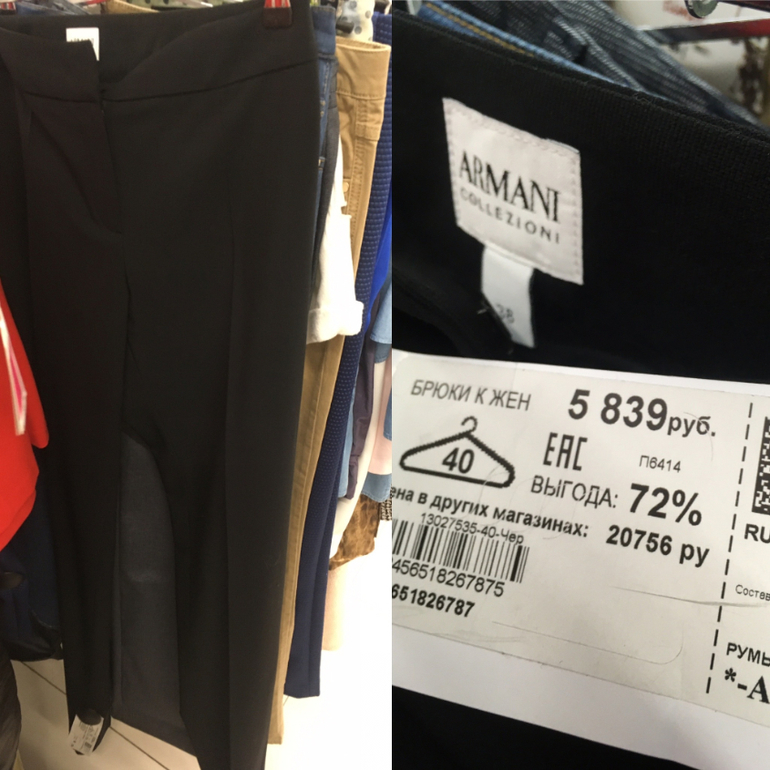 ARMANI
COLLEZIONI
38
БРЮКИ К ЖЕН
5 839руб.
40
ЕАС
П6414
ВЫГОДА: 72%
ена в других магазинах: 20756 ру
13027535-40-Чер
456518267875
651826787
RU
Состав
РУМЫ
*-А